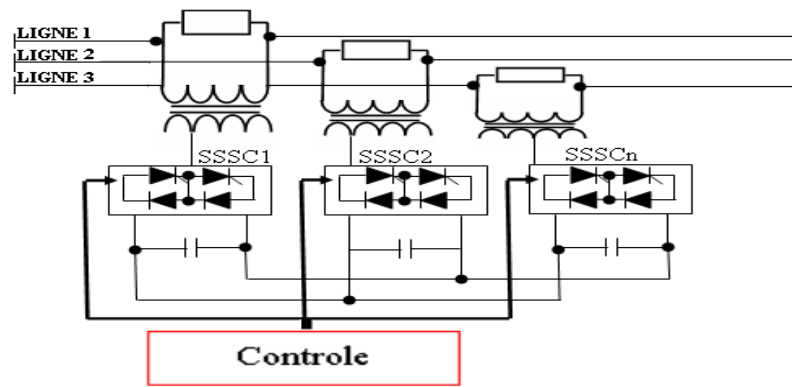 LIGNE 1
LIGNE 2
LIGNE 3
SSSC1
SSSC2
SSSCn
Controle